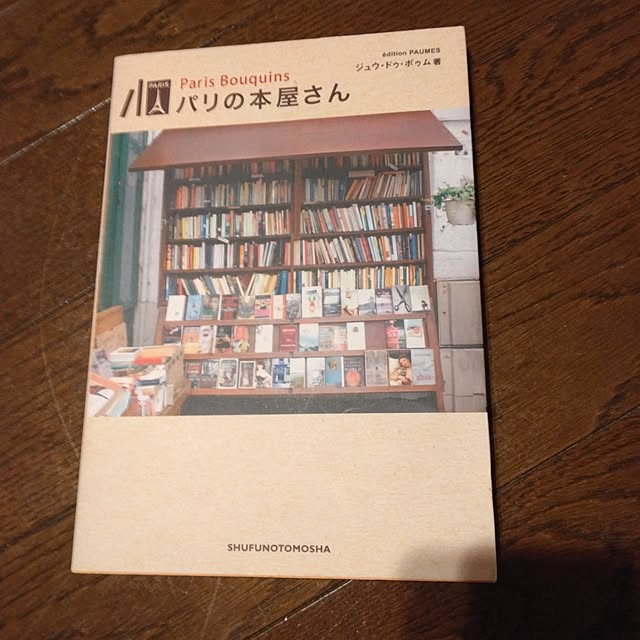 édition PAUMES
ジュウ・ドゥ・ポゥム 著
Paris Bouquins
PARIS
パリの本屋さん
SHUFUNOTOMOSHA